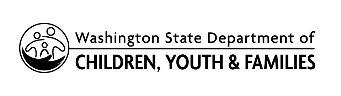 Washington State Department of
CHILDREN, YOUTH & FAMILIES